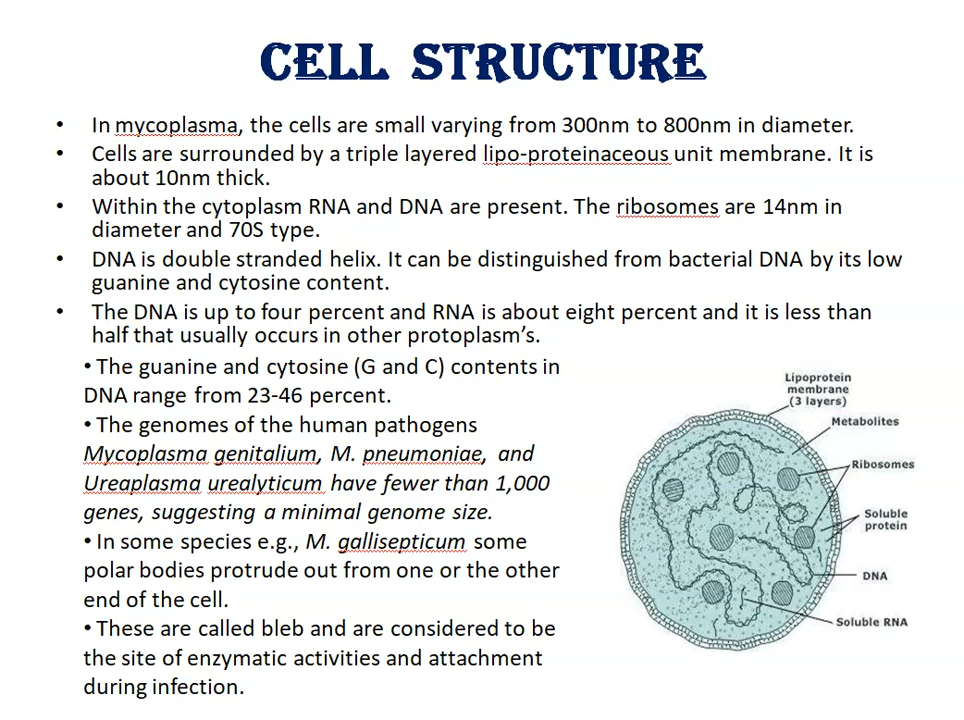 CELL STRUCTURE
• In mycoplasma, the cells are small varying from 300nm to 800nm in diameter.
• Cells are surrounded by a triple layered lipo-proteinaceous unit membrane. It is
about 10nm thick.
• Within the cytoplasm RNA and DNA are present. The ribosomes are 14nm in
diameter and 70S type.
• DNA is double stranded helix. It can be distinguished from bacterial DNA by its low
guanine and cytosine content.
• The DNA is up to four percent and RNA is about eight percent and it is less than
half that usually occurs in other protoplasm's.
• The guanine and cytosine (G and C) contents in
DNA range from 23-46 percent.
• The genomes of the human pathogens
Mycoplasma genitalium, M. pneumoniae, and
Ureaplasma urealyticum have fewer than 1,000
genes, suggesting a minimal genome size.
• In some species e.g., M. gallisepticum some
polar bodies protrude out from one or the other
end of the cell.
• These are called bleb and are considered to be
the site of enzymatic activities and attachment
during infection.
Lipoprotein
membrane
(3 layers)
Metabolites
Ribosomes
Soluble
protein
DNA
Soluble RNA